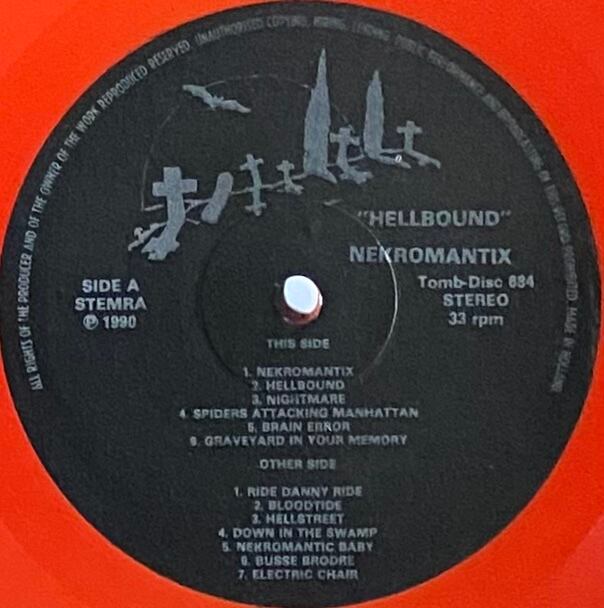 ALL RIGHTS OF THE PRODUCER AND OF THE OWNER OF THE WORK REPRODUCED RESERVED. UNAUTHORISED COPYING, HIRING, LENDING, PUBLIC PERFORMANCE AND BROADCASTING OF THIS RECORD PROHIBITED. MADE IN HOLLAND
"HELLBOUND"
NEKROMANTIX
SIDE A
STEMRA
℗ 1990
Tomb-Disc 684
STEREO
33 rpm
THIS SIDE
1. NEKROMANTIX
2. HELLBOUND
3. NIGHTMARE
4. SPIDERS ATTACKING MANHATTAN
5. BRAIN ERROR
6. GRAVEYARD IN YOUR MEMORY
OTHER SIDE
1. RIDE DANNY RIDE
2. BLOODTIDE
3. HELLSTREET
4. DOWN IN THE SWAMP
5. NEKROMANTIC BABY
6. BUSSE BRODRE
7. ELECTRIC CHAIR